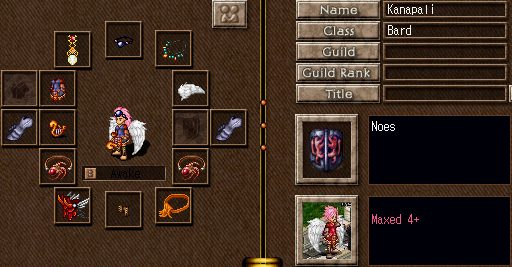 Name
Kanapali
Class
Bard
Guild
Guild Rank
Title
Noes
Awake
Maxed 4+